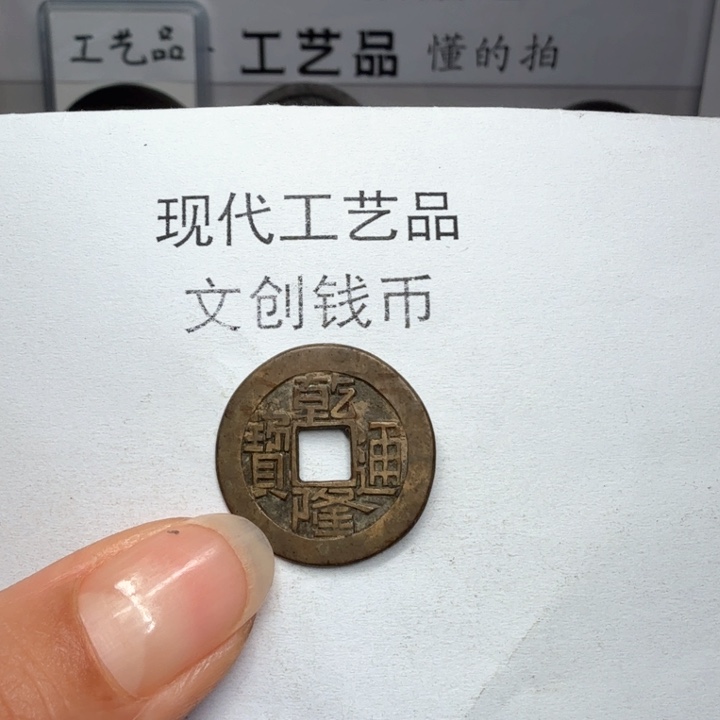 工艺品 · 工艺品 懂的拍
现代工艺品
文创钱币
乾隆通寳